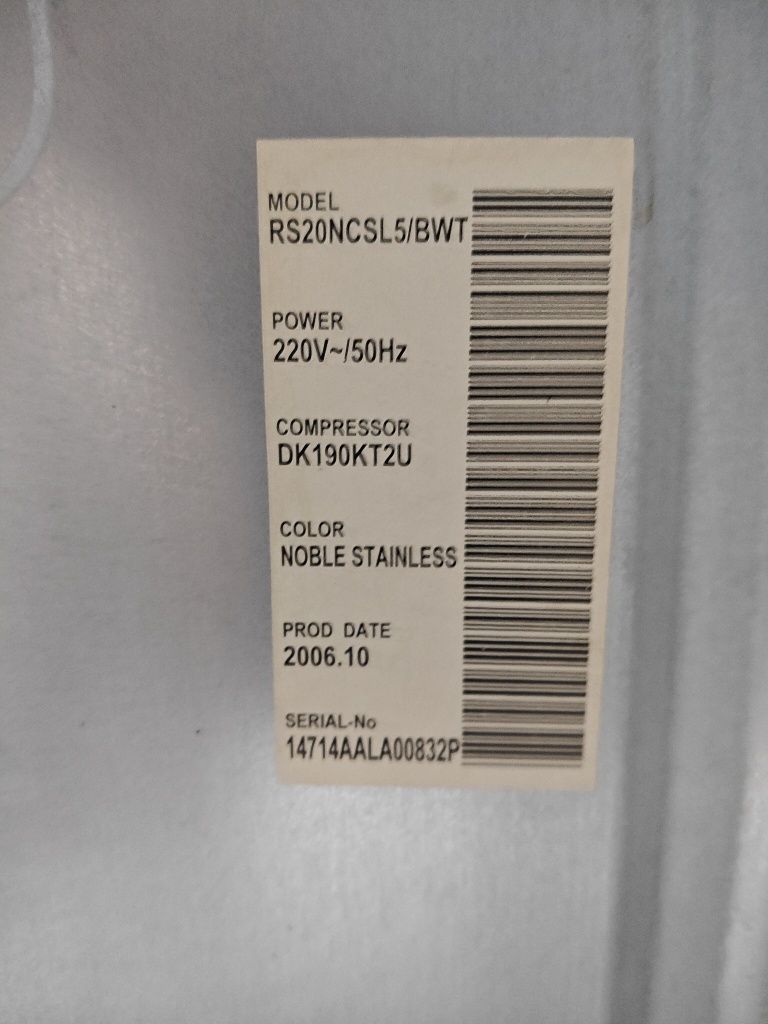 MODEL
RS20NCSL5/BWT
POWER
220V~/50Hz
COMPRESSOR
DK190KT2U
COLOR
NOBLE STAINLESS
PROD DATE
2006.10
SERIAL-No
14714AALA00832P